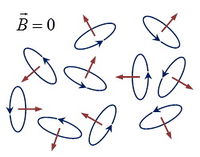 B⃗ = 0